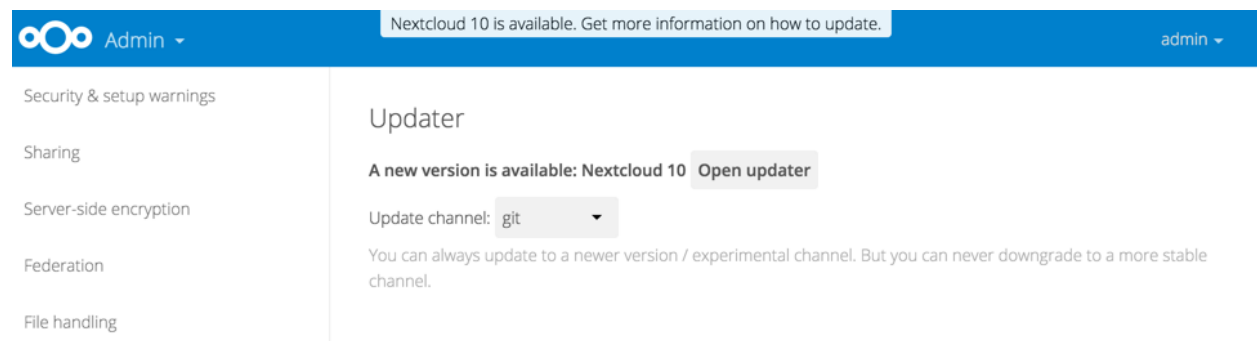 Nextcloud 10 is available. Get more information on how to update.
Admin
admin
Security & setup warnings
Sharing
Server-side encryption
Federation
File handling
Updater
A new version is available: Nextcloud 10 Open updater
Update channel: git
You can always update to a newer version / experimental channel. But you can never downgrade to a more stable
channel.